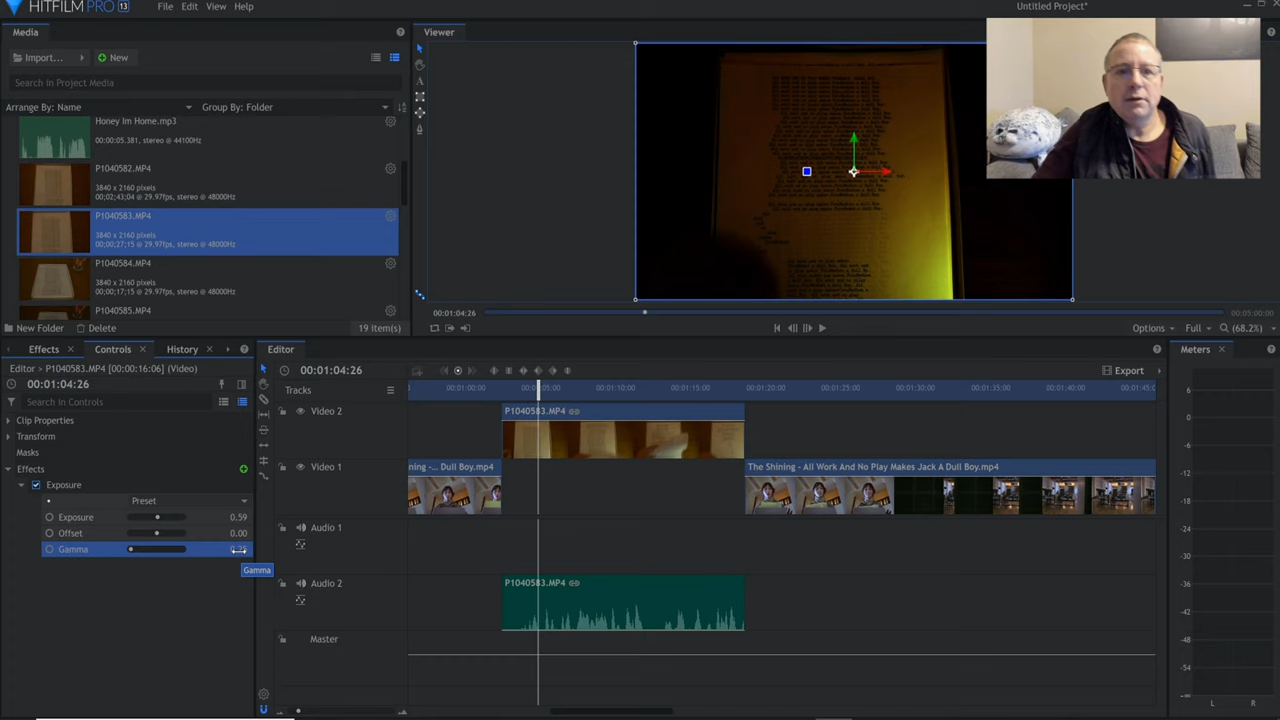 HITFILM PRO 13
File Edit View Help
Untitled Project*
Media
Import...
New
Search in Project Media
Arrange By: Name
Group By: Folder
Honey Im Home.mp3
00:00:05.381, stereo @ 44100Hz
P1040582.MP4
3840 x 2160 pixels
00;02;43;04 @ 29.97fps, stereo @ 48000Hz
P1040583.MP4
3840 x 2160 pixels
00;00;27;15 @ 29.97fps, stereo @ 48000Hz
P1040584.MP4
3840 x 2160 pixels
00;00;17;15 @ 29.97fps, stereo @ 48000Hz
P1040585.MP4
New Folder
Delete
19 item(s)
Viewer
00:01:04:26
00:05:00:00
Options
Full
(68.2%)
Effects
Controls
History
Editor > P1040583.MP4 [00:00:16:06] (Video)
00:01:04:26
Search in Controls
Clip Properties
Transform
Masks
Effects
Exposure
Preset
Exposure 0.59
Offset 0.00
Gamma
Gamma
Editor
00:01:04:26
Export
Tracks
00:01:00:00
00:01:10:00
00:01:15:00
00:01:20:00
00:01:25:00
00:01:30:00
00:01:35:00
00:01:40:00
Video 2
P1040583.MP4
Video 1
ning -... Dull Boy.mp4
The Shining - All Work And No Play Makes Jack A Dull Boy.mp4
Audio 1
Audio 2
P1040583.MP4
Master
Meters
6
0
-6
-12
-18
-24
-30
-36
-42
-48
-54
L R